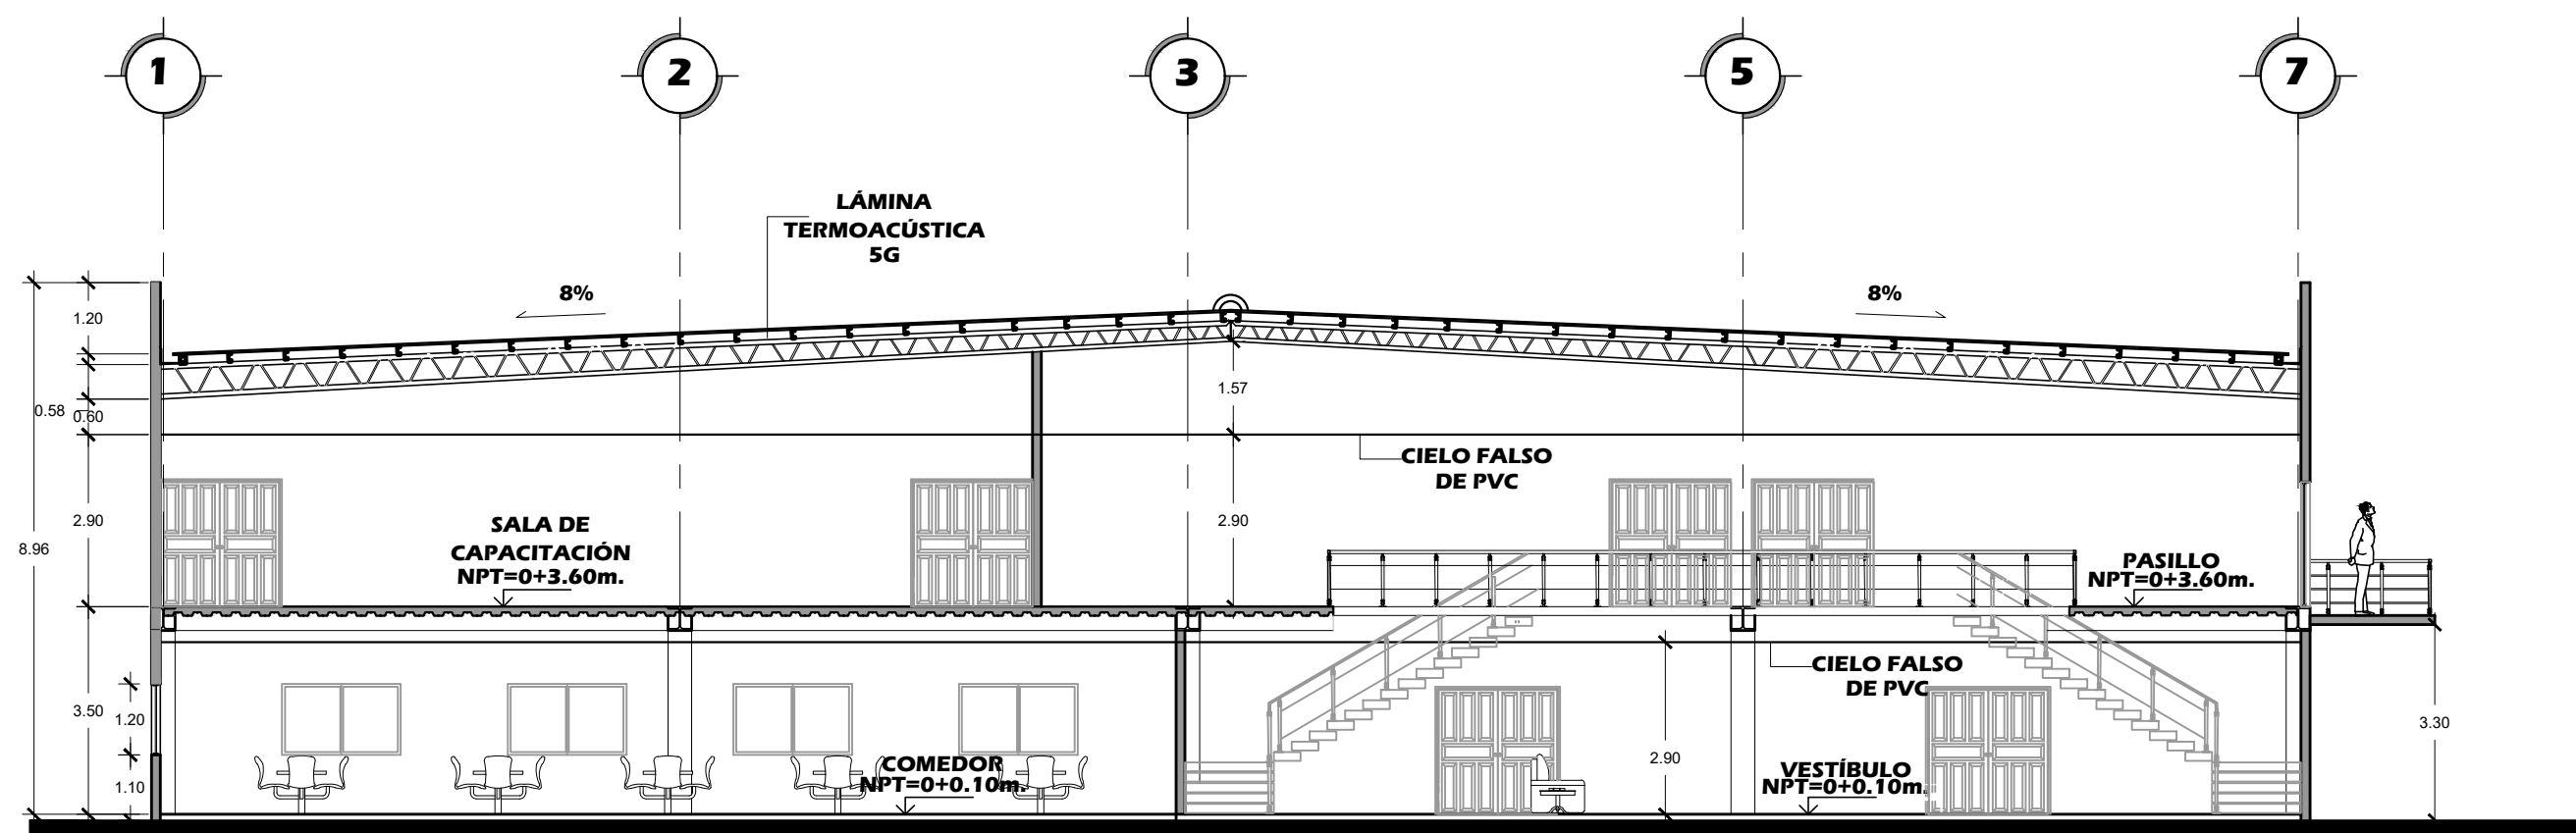 1
2
3
5
7
LÁMINA
TERMOACÚSTICA
5G
8%
8%
1.20
1.57
0.58
0.60
CIELO FALSO
DE PVC
2.90
2.90
SALA DE
CAPACITACIÓN
NPT=0+3.60m.
8.96
PASILLO
NPT=0+3.60m.
CIELO FALSO
DE PVC
3.50
1.20
3.30
2.90
COMEDOR
NPT=0+0.10m.
VESTÍBULO
NPT=0+0.10m.
1.10